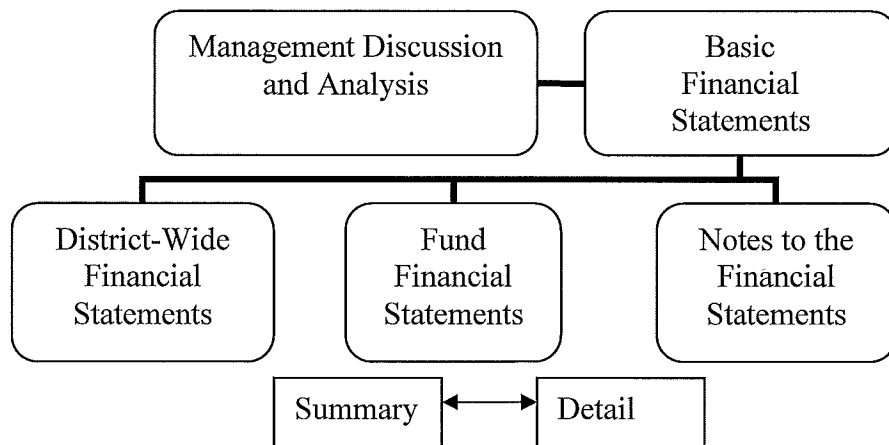 Management Discussion
and Analysis
Basic
Financial
Statements
District-Wide
Financial
Statements
Fund
Financial
Statements
Notes to the
Financial
Statements
Summary
Detail